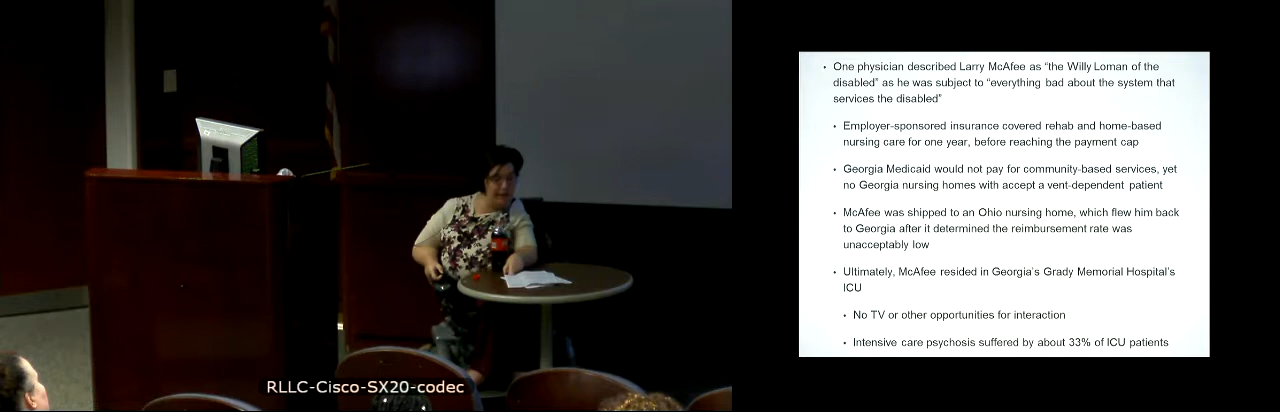 • One physician described Larry McAfee as “the Willy Loman of the
disabled” as he was subject to “everything bad about the system that
services the disabled”
• Employer-sponsored insurance covered rehab and home-based
nursing care for one year, before reaching the payment cap
• Georgia Medicaid would not pay for community-based services, yet
no Georgia nursing homes with accept a vent-dependent patient
• McAfee was shipped to an Ohio nursing home, which flew him back
to Georgia after it determined the reimbursement rate was
unacceptably low
• Ultimately, McAfee resided in Georgia’s Grady Memorial Hospital’s
ICU
• No TV or other opportunities for interaction
• Intensive care psychosis suffered by about 33% of ICU patients
RLLC-Cisco-SX20-codec